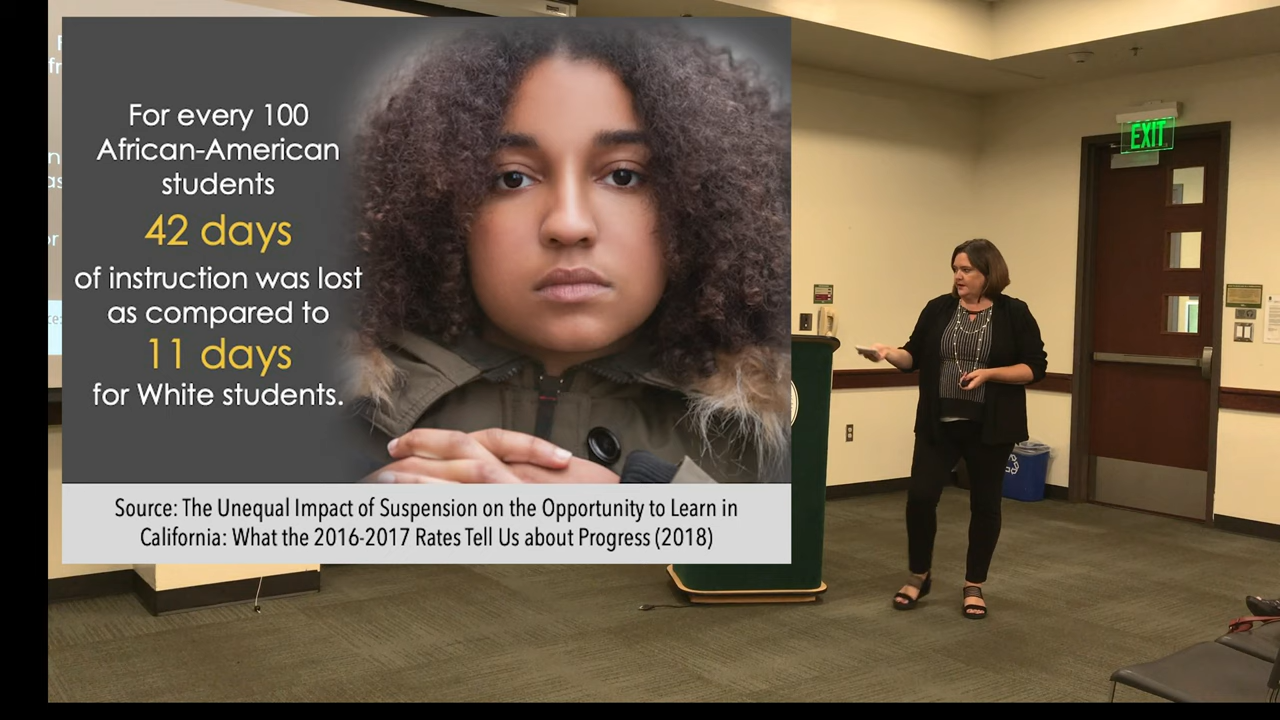 For every 100
African-American
students
42 days
of instruction was lost
as compared to
11 days
for White students.
Source: The Unequal Impact of Suspension on the Opportunity to Learn in
California: What the 2016-2017 Rates Tell Us about Progress (2018)
EXIT